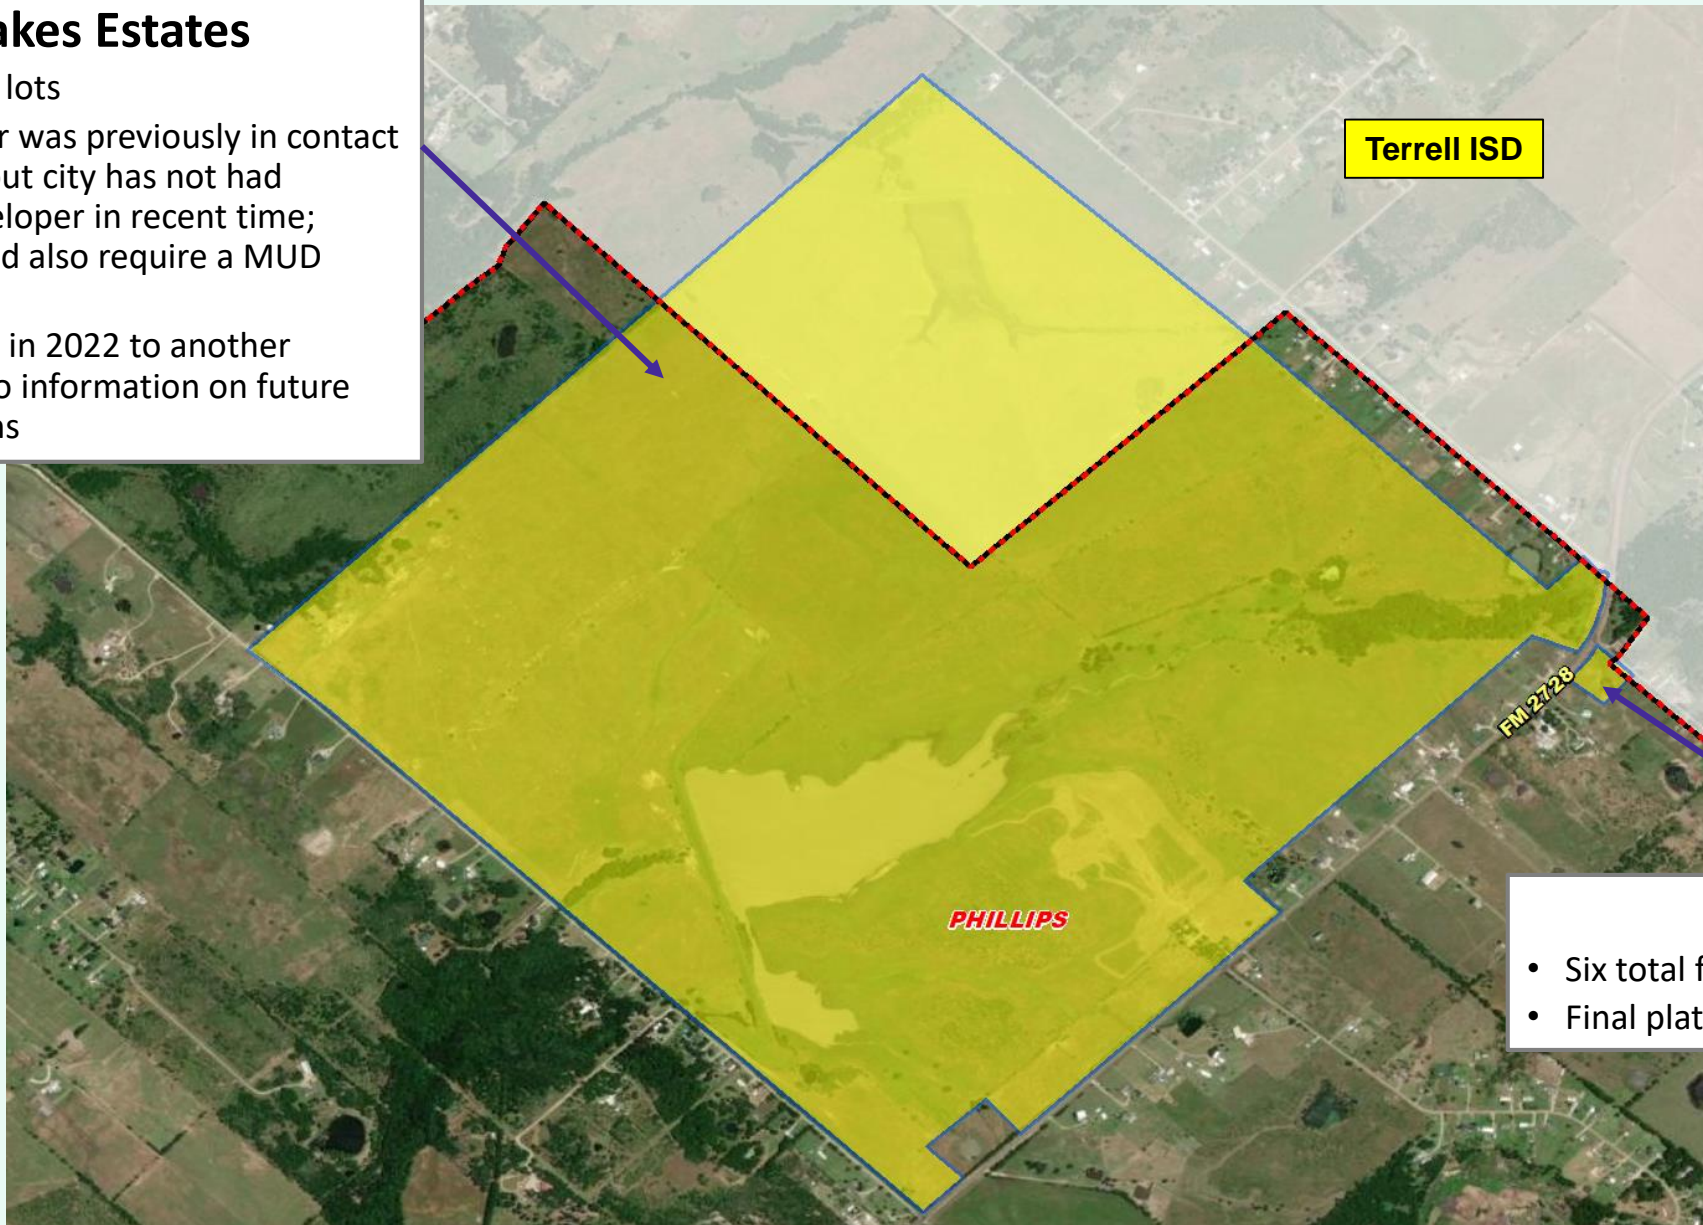 akes Estates
lots
r was previously in contact
out city has not had
eloper in recent time;
d also require a MUD
in 2022 to another
o information on future
ns
Terrell ISD
FM 2728
PHILLIPS
• Six total f
• Final plat